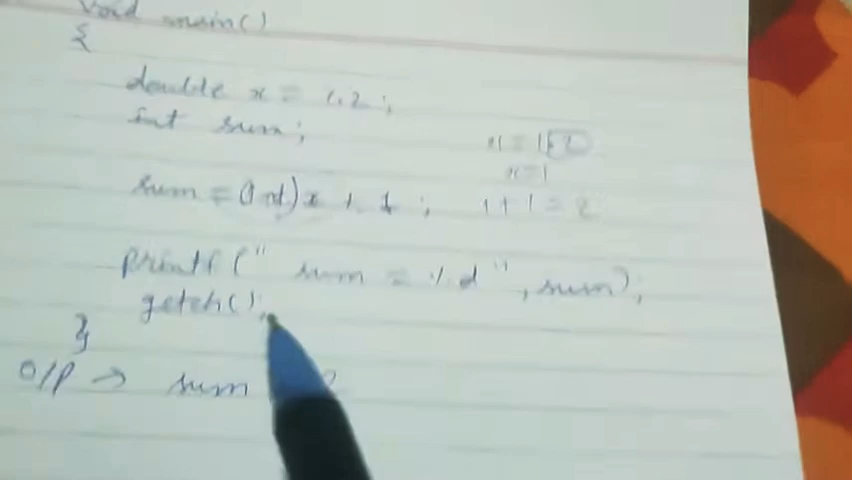 void main()
{
double x = 1.2;
int sum;
x = 1.2
x=1
sum = (int) x + 1;
1+1=2
printf (" sum = %d", sum);
getch();
}
O/P → sum 2